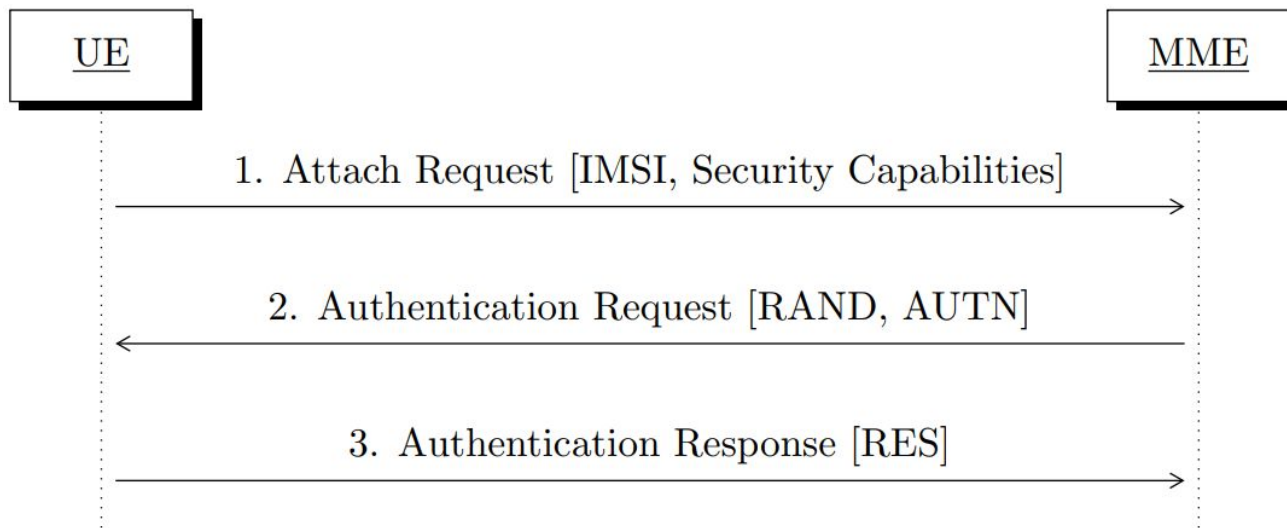 UE
MME
1. Attach Request [IMSI, Security Capabilities]
2. Authentication Request [RAND, AUTN]
3. Authentication Response [RES]